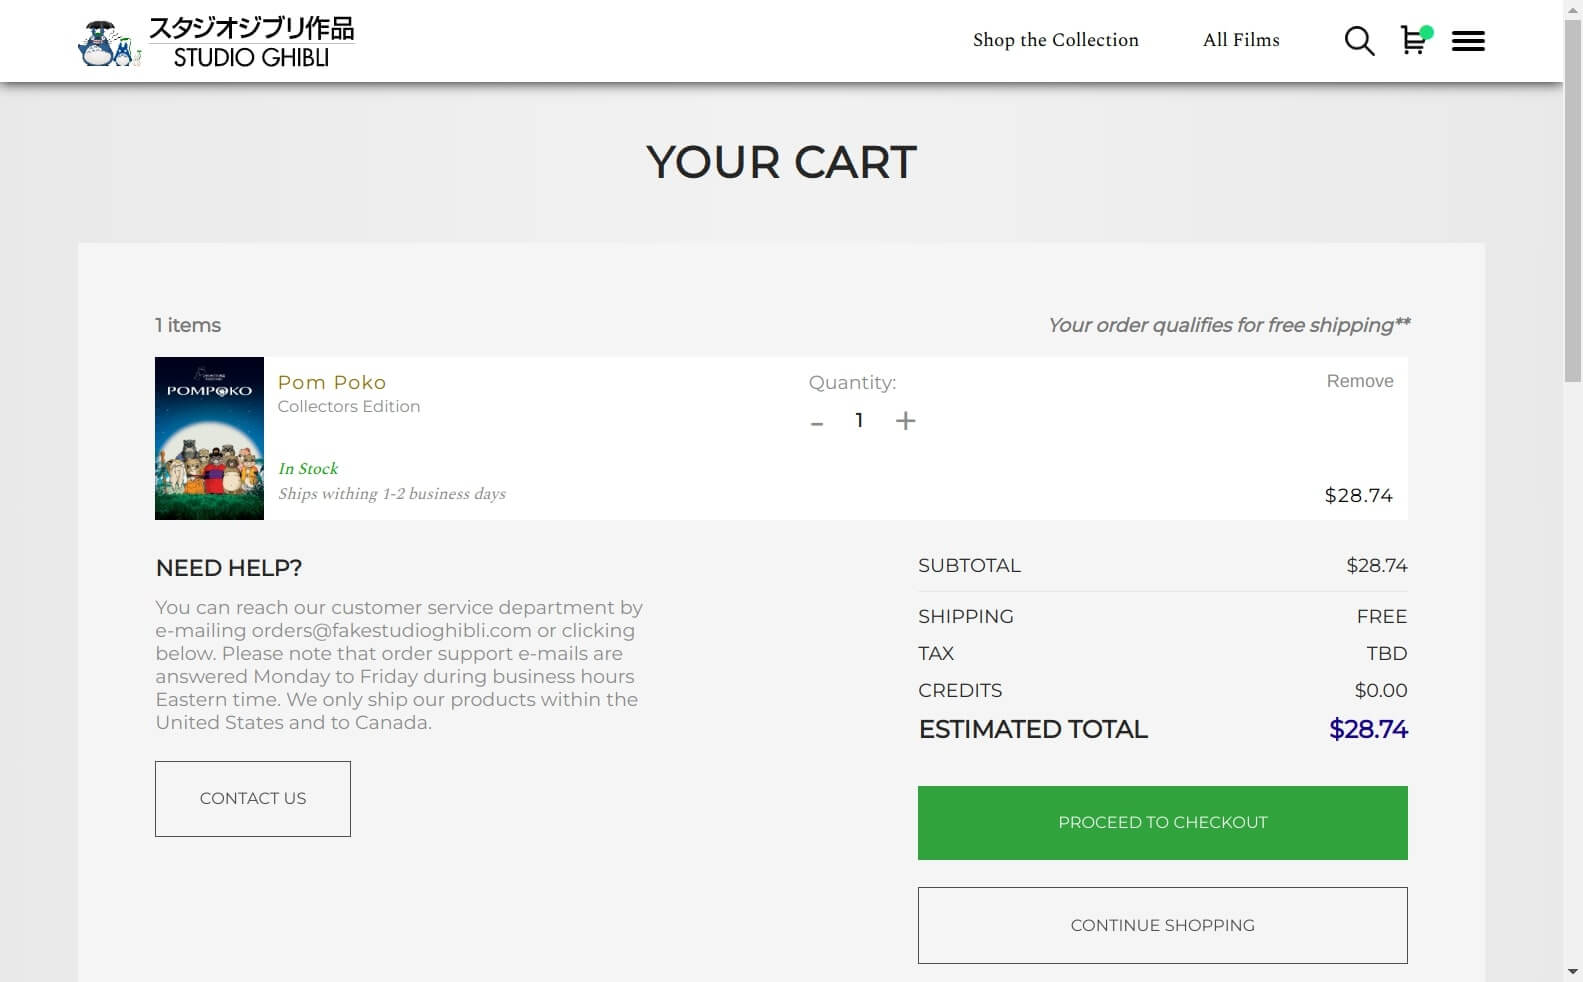 スタジオジブリ作品
STUDIO GHIBLI
Shop the Collection
All Films
YOUR CART
1 items
Your order qualifies for free shipping**
POMPOKO
Pom Poko
Collectors Edition
In Stock
Ships withing 1-2 business days
Quantity:
- 1 +
Remove
$28.74
NEED HELP?
You can reach our customer service department by
e-mailing orders@fakestudioghibli.com or clicking
below. Please note that order support e-mails are
answered Monday to Friday during business hours
Eastern time. We only ship our products within the
United States and to Canada.
CONTACT US
SUBTOTAL $28.74
SHIPPING FREE
TAX TBD
CREDITS $0.00
ESTIMATED TOTAL $28.74
PROCEED TO CHECKOUT
CONTINUE SHOPPING